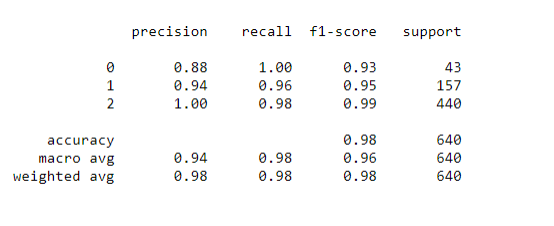 precision recall f1-score support
0 0.88 1.00 0.93 43
1 0.94 0.96 0.95 157
2 1.00 0.98 0.99 440
accuracy 0.98 640
macro avg 0.94 0.98 0.96 640
weighted avg 0.98 0.98 0.98 640